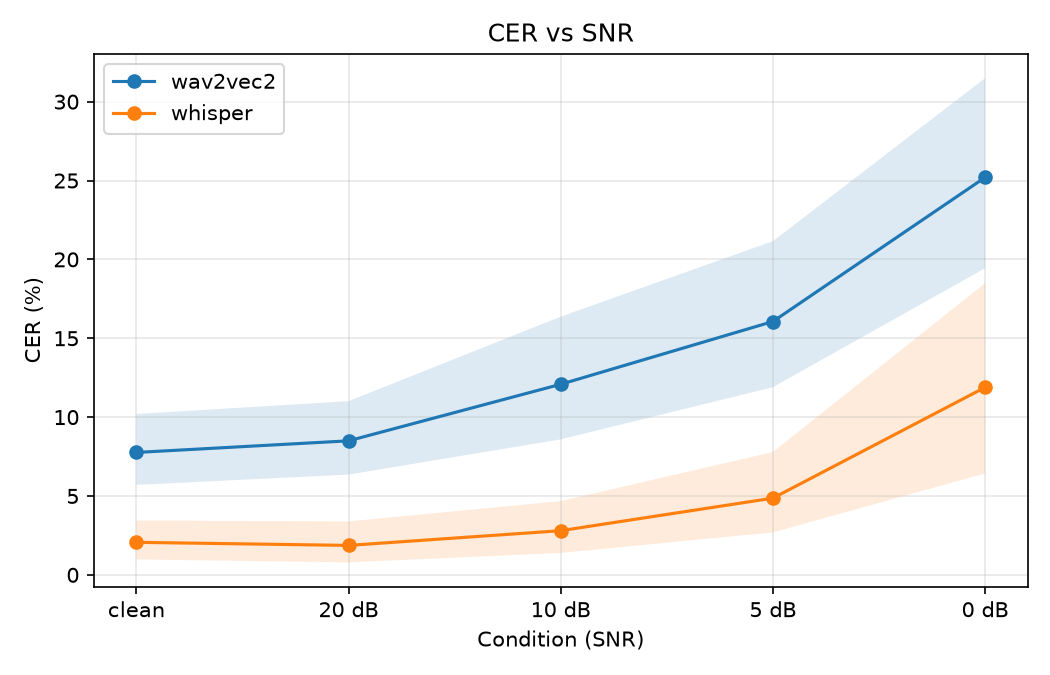 CER vs SNR
wav2vec2
whisper
CER (%)
30
25
20
15
10
5
0
clean 20 dB 10 dB 5 dB 0 dB
Condition (SNR)